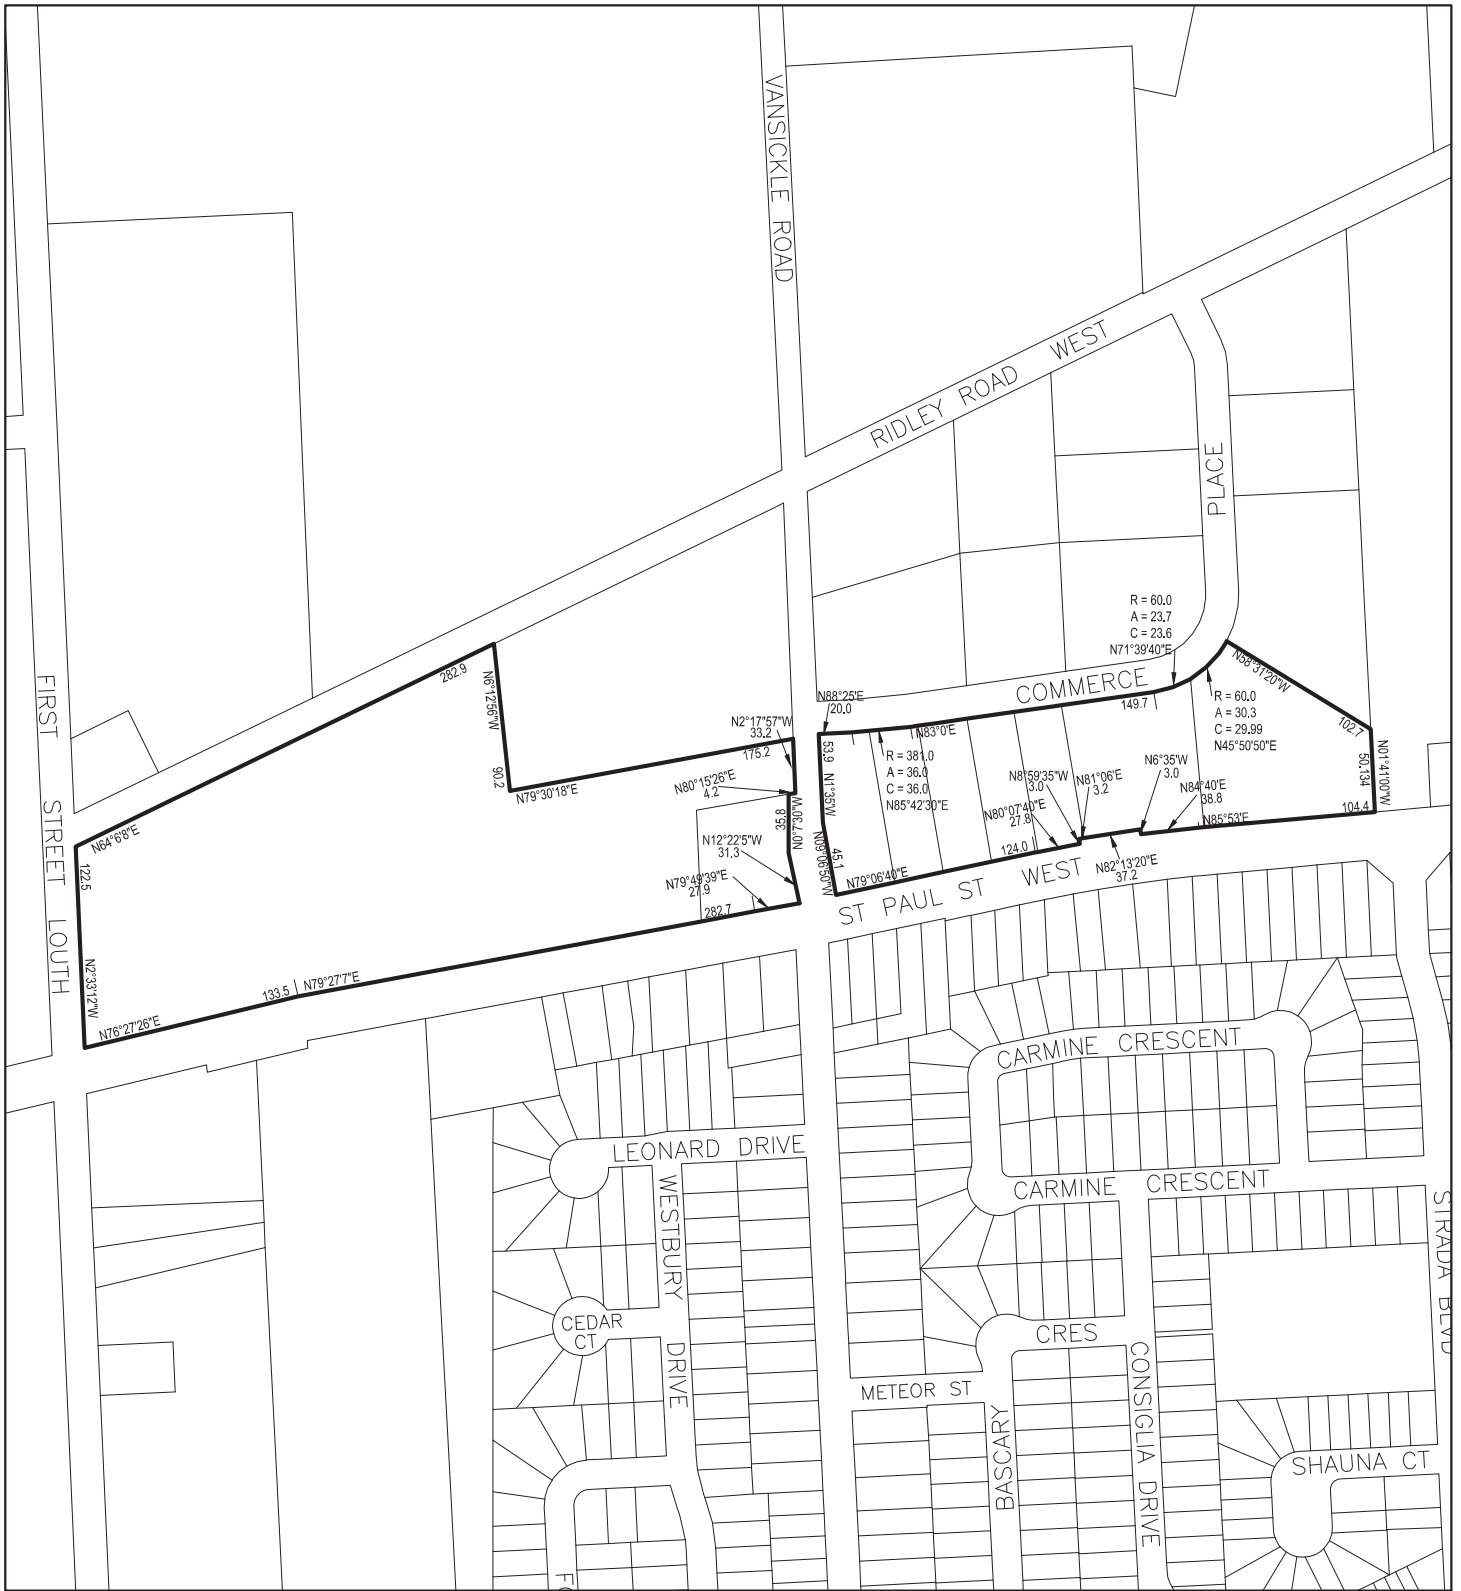 VANSICKLE ROAD
RIDLEY ROAD WEST
PLACE
FIRST STREET LOUTH
COMMERCE
R = 60.0
A = 23.7
C = 23.6
N71°39'40"E
282.9
N6°12'56"W
90.2
N64°6'8"E
122.5
N2°33'12"W
N76°27'26"E
133.5
N79°27'7"E
N79°30'18"E
175.2
N2°17'57"W
33.2
N80°15'26"E
4.2
35.8
N0°7'30"W
N12°22'5"W
31.3
N79°49'39"E
27.9
282.7
N88°25'E
20.0
53.9
N1°35'W
N09°06'50"W
45.1
N83°0'E
R = 381.0
A = 36.0
C = 36.0
N85°42'30"E
149.7
N58°31'20"W
102.7
R = 60.0
A = 30.3
C = 29.99
N45°50'50"E
N01°41'00"W
50.134
104.4
N85°53'E
N6°35'W
3.0
N84°40'E
38.8
N81°06'E
3.2
N8°59'35"W
3.0
N80°07'40"E
27.8
124.0
N79°06'40"E
N82°13'20"E
37.2
ST PAUL ST WEST
CARMINE CRESCENT
LEONARD DRIVE
CARMINE CRESCENT
WESTBURY DRIVE
CEDAR
CT
CRES
METEOR ST
BASCARY
CONSIGLIA DRIVE
STRADA BLVD
SHAUNA CT